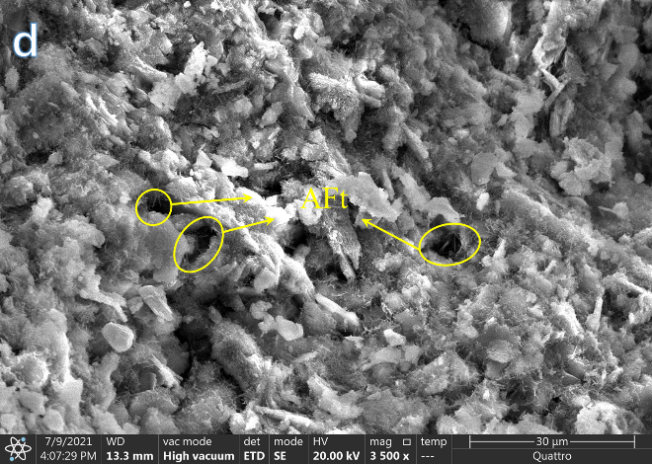 d
AFt
7/9/2021 WD vac mode det mode HV mag □ temp 30 µm
4:07:29 PM 13.3 mm High vacuum ETD SE 20.00 kV 3 500 x --- Quattro